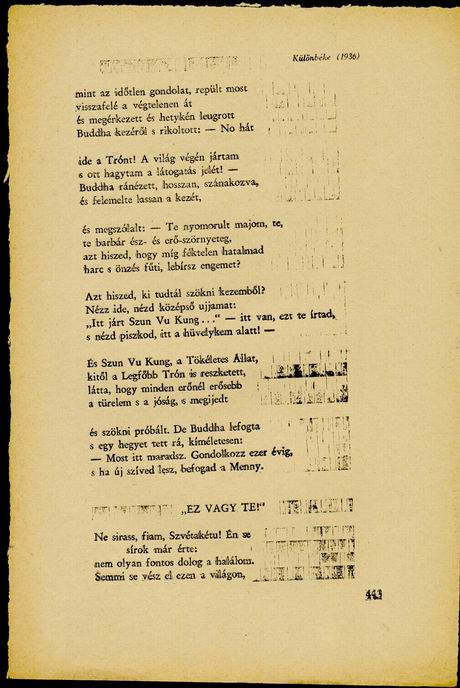 Különbéke (1936)
mint az időtlen gondolat, repült most
visszafelé a végtelenen át
és megérkezett és hetykén leugrott
Buddha kezéről s rikoltott: — No hát
ide a Trónt! A világ végén jártam
s ott hagytam a látogatás jelét! —
Buddha ránézett, hosszan, szánakozva,
és felemelte lassan a kezét,
és megszólalt: — Te nyomorult majom, te,
te barbár ész- és erő-szörnyeteg,
azt hiszed, hogy míg féktelen hatalmad
harc s önzés fűti, lebírsz engemet?
Azt hiszed, ki tudtál szökni kezemből?
Nézz ide, nézd középső ujjamat:
„Itt járt Szun Vu Kung..." — itt van, ezt te írtad,
s nézd piszkod, itt a hüvelykem alatt! —
És Szun Vu Kung, a Tökéletes Állat,
kitől a Legfőbb Trón is reszketett,
látta, hogy minden erőnél erősebb
a türelem s a jóság, s megijedt
és szökni próbált. De Buddha lefogta
s egy hegyet tett rá, kíméletesen:
— Most itt maradsz. Gondolkozz ezer évig,
s ha új szíved lesz, befogad a Menny.
„EZ VAGY TE!"
Ne sirass, fiam, Szvétakétu! Én se
sírok már érte:
nem olyan fontos dolog a halálom.
Semmi se vész el ezen a világon,
443